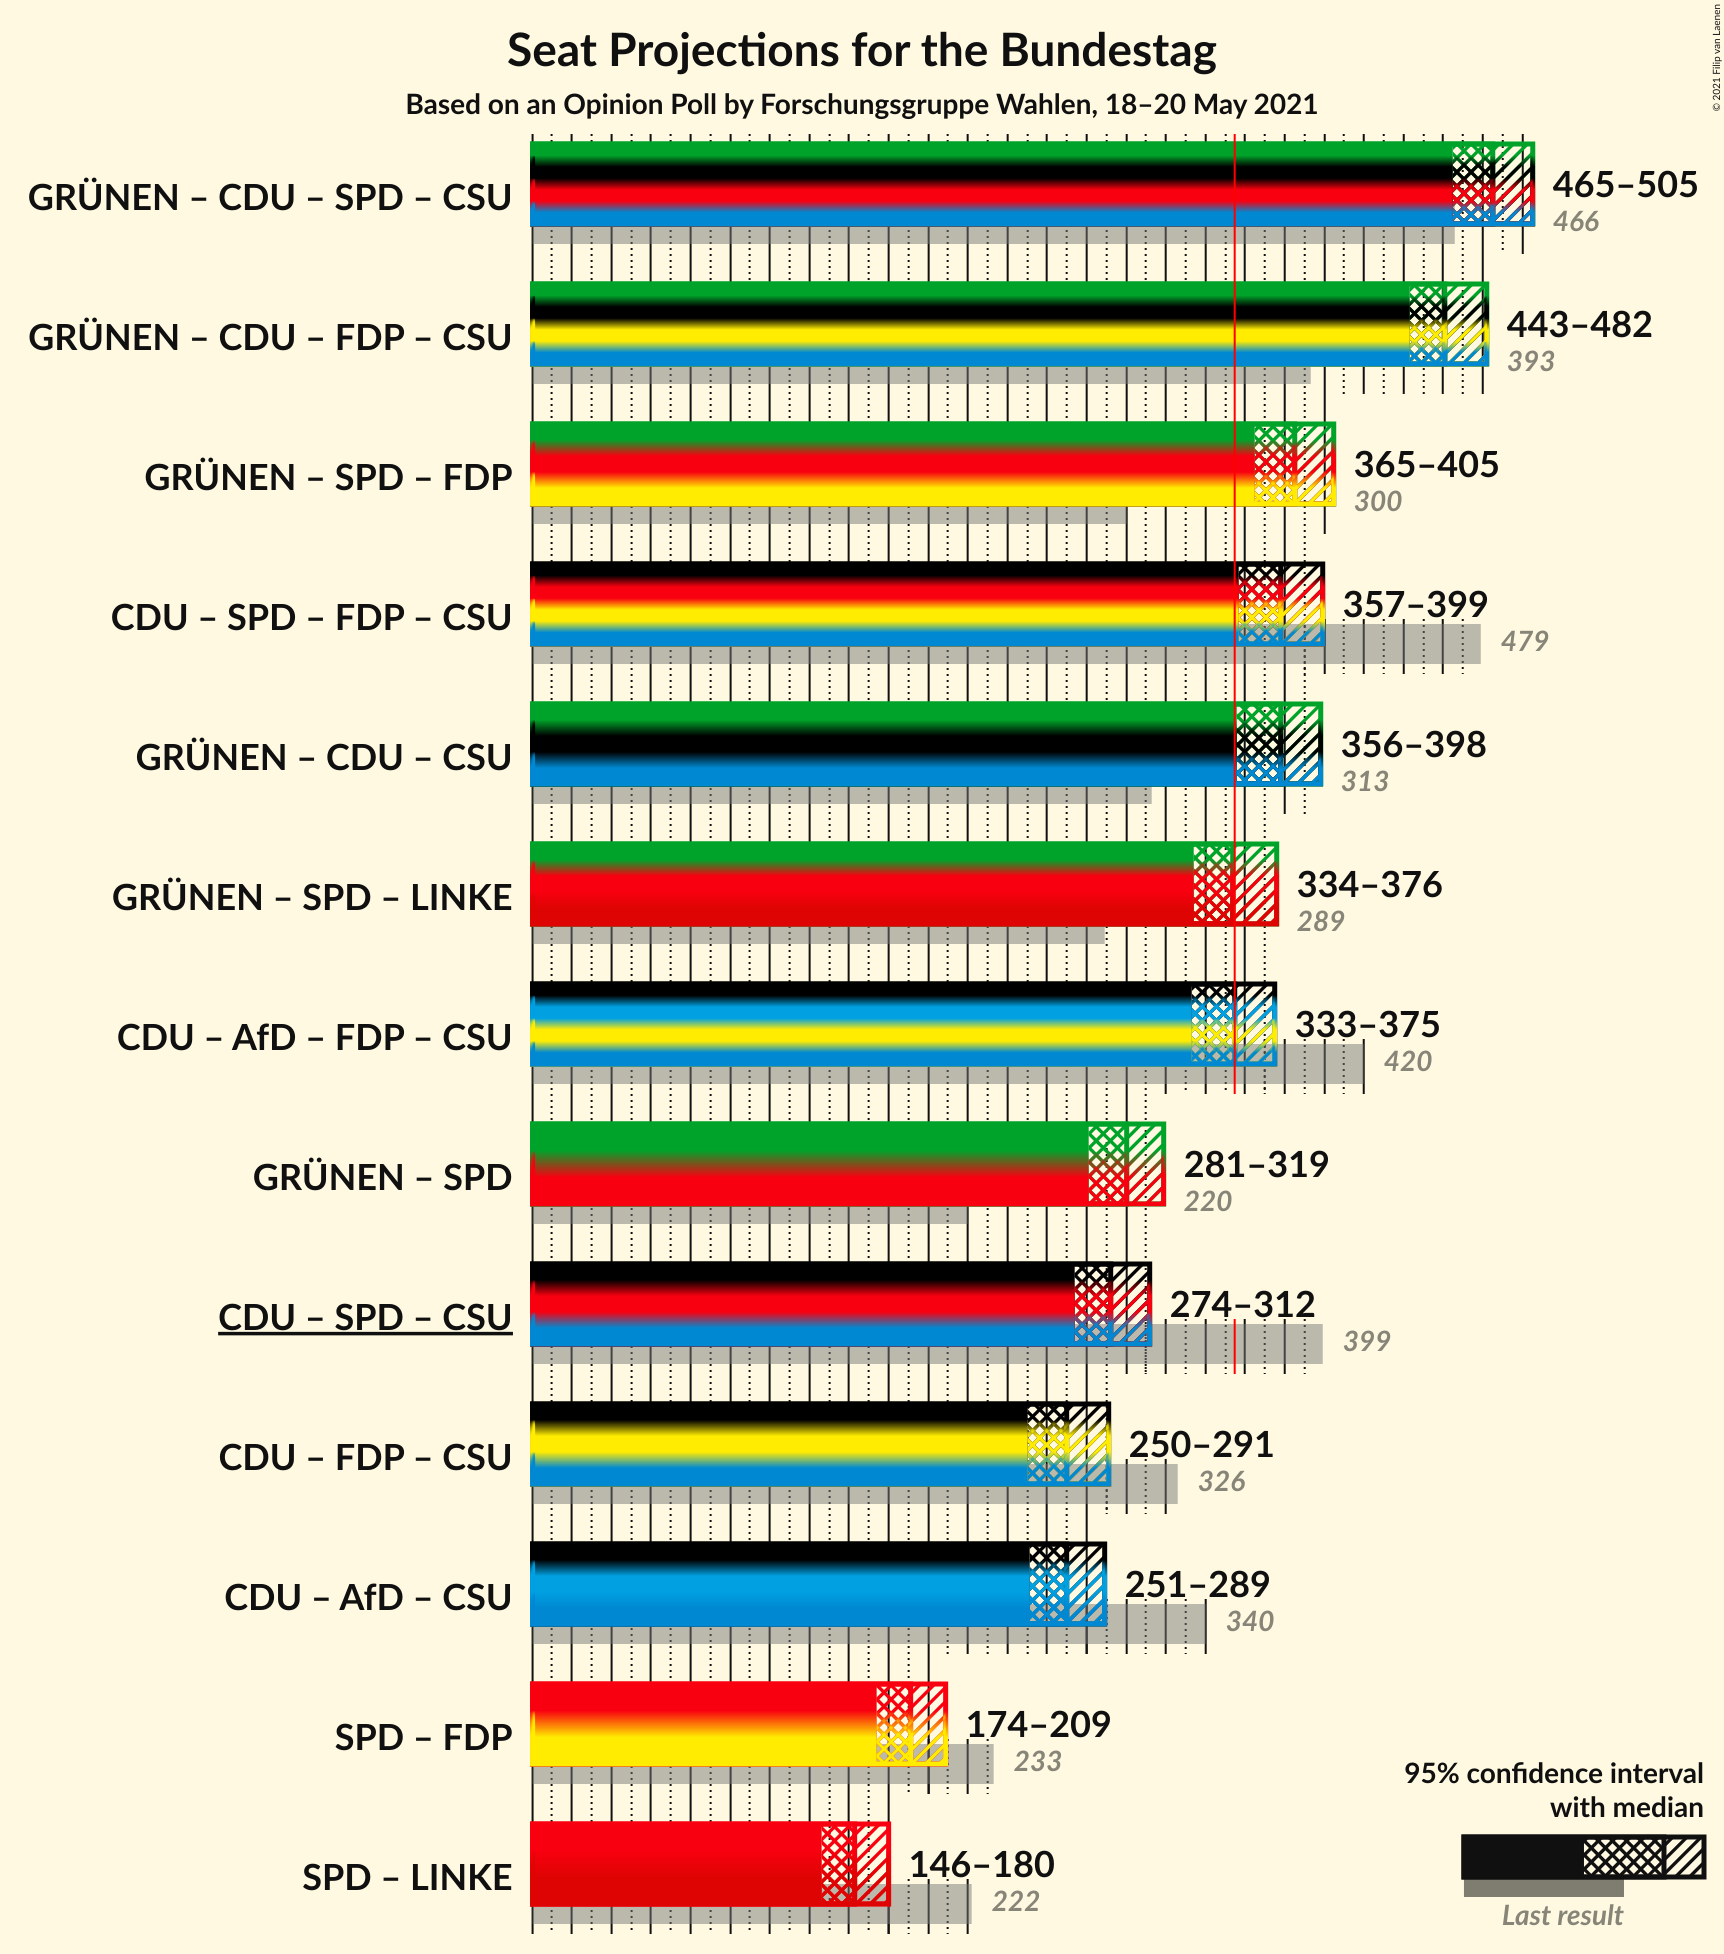 Seat Projections for the Bundestag
Based on an Opinion Poll by Forschungsgruppe Wahlen, 18–20 May 2021
© 2021 Filip van Laenen
GRÜNEN – CDU – SPD – CSU
465–505
466
GRÜNEN – CDU – FDP – CSU
443–482
393
GRÜNEN – SPD – FDP
365–405
300
CDU – SPD – FDP – CSU
357–399
479
GRÜNEN – CDU – CSU
356–398
313
GRÜNEN – SPD – LINKE
334–376
289
CDU – AfD – FDP – CSU
333–375
420
GRÜNEN – SPD
281–319
220
CDU – SPD – CSU
274–312
399
CDU – FDP – CSU
250–291
326
CDU – AfD – CSU
251–289
340
SPD – FDP
174–209
233
SPD – LINKE
146–180
222
95% confidence interval
with median
Last result